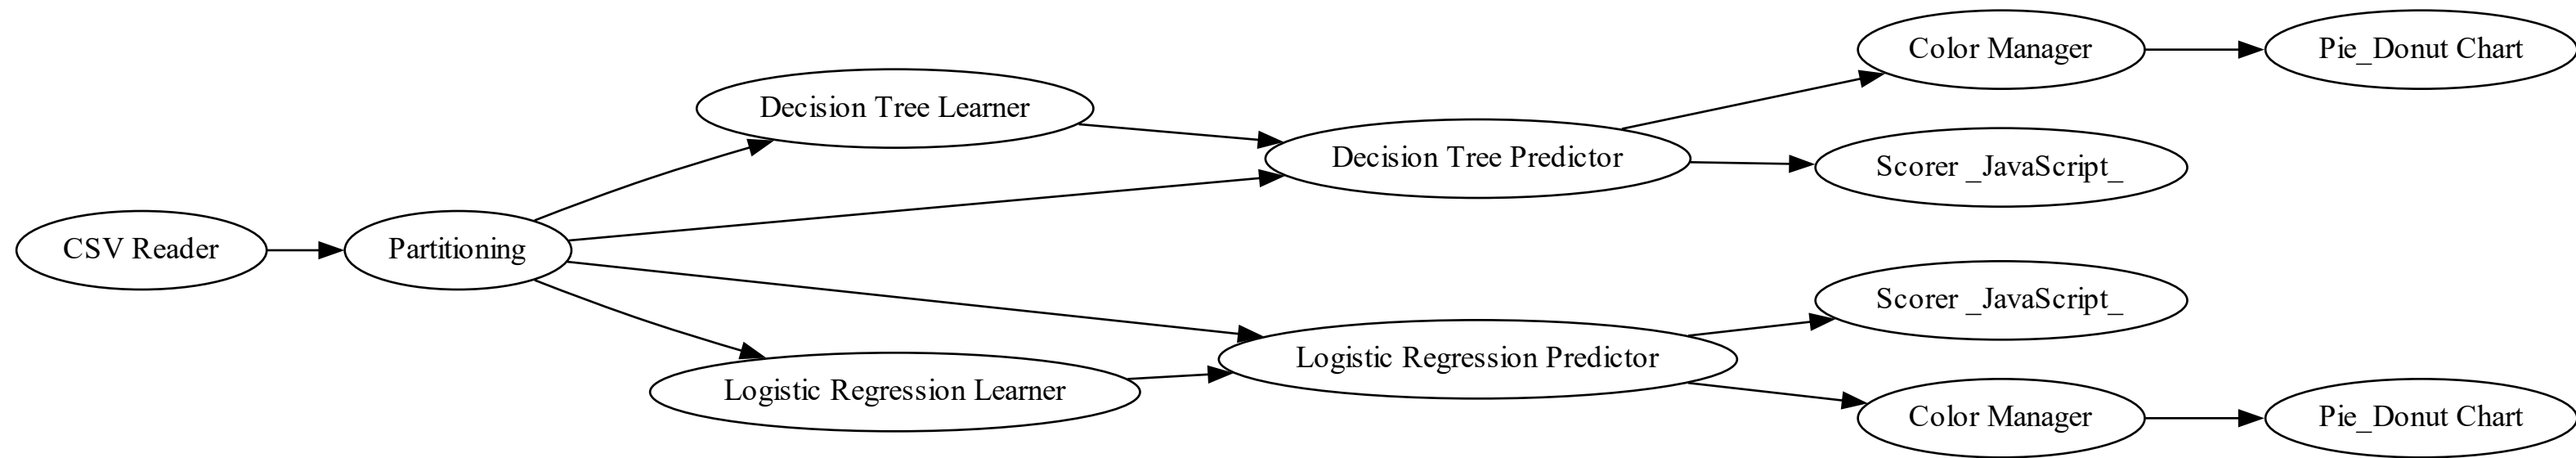 Color Manager
Pie_Donut Chart
Decision Tree Learner
Decision Tree Predictor
Scorer _JavaScript_
CSV Reader
Partitioning
Scorer _JavaScript_
Logistic Regression Predictor
Logistic Regression Learner
Color Manager
Pie_Donut Chart